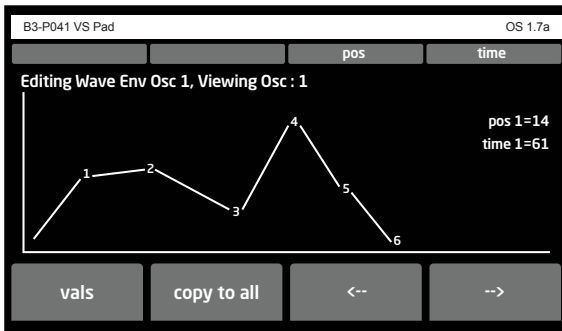 B3-P041 VS Pad OS 1.7a
pos time
Editing Wave Env Osc 1, Viewing Osc : 1
pos 1=14
time 1=61
4
1
2
3
5
6
vals copy to all <-- -->